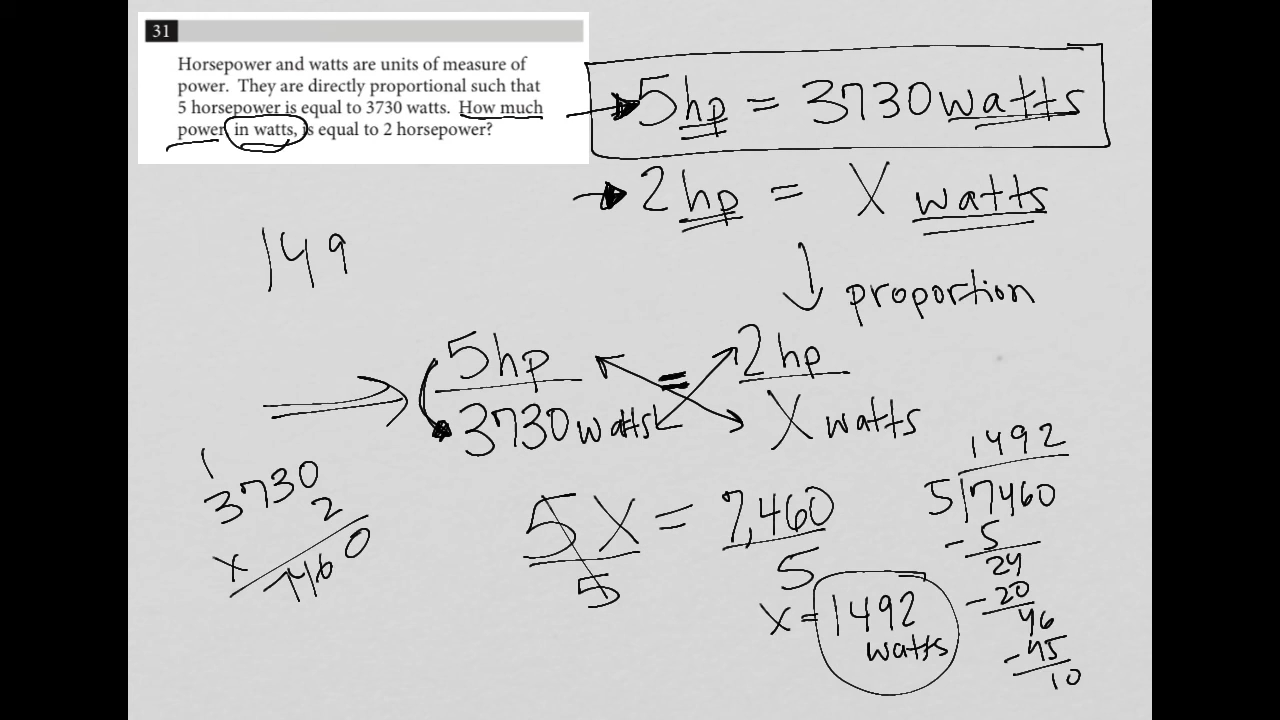 31
Horsepower and watts are units of measure of
power. They are directly proportional such that
5 horsepower is equal to 3730 watts. How much
power, in watts, is equal to 2 horsepower?
5hp = 3730 watts
2 hp = X watts
proportion
149
5hp = 2 hp
3730 watts X watts
1
3730
2
x
7460
5X = 7,460
5 5
x = 1492
watts
1492
5 7460
- 5
24
- 20
46
- 45
10